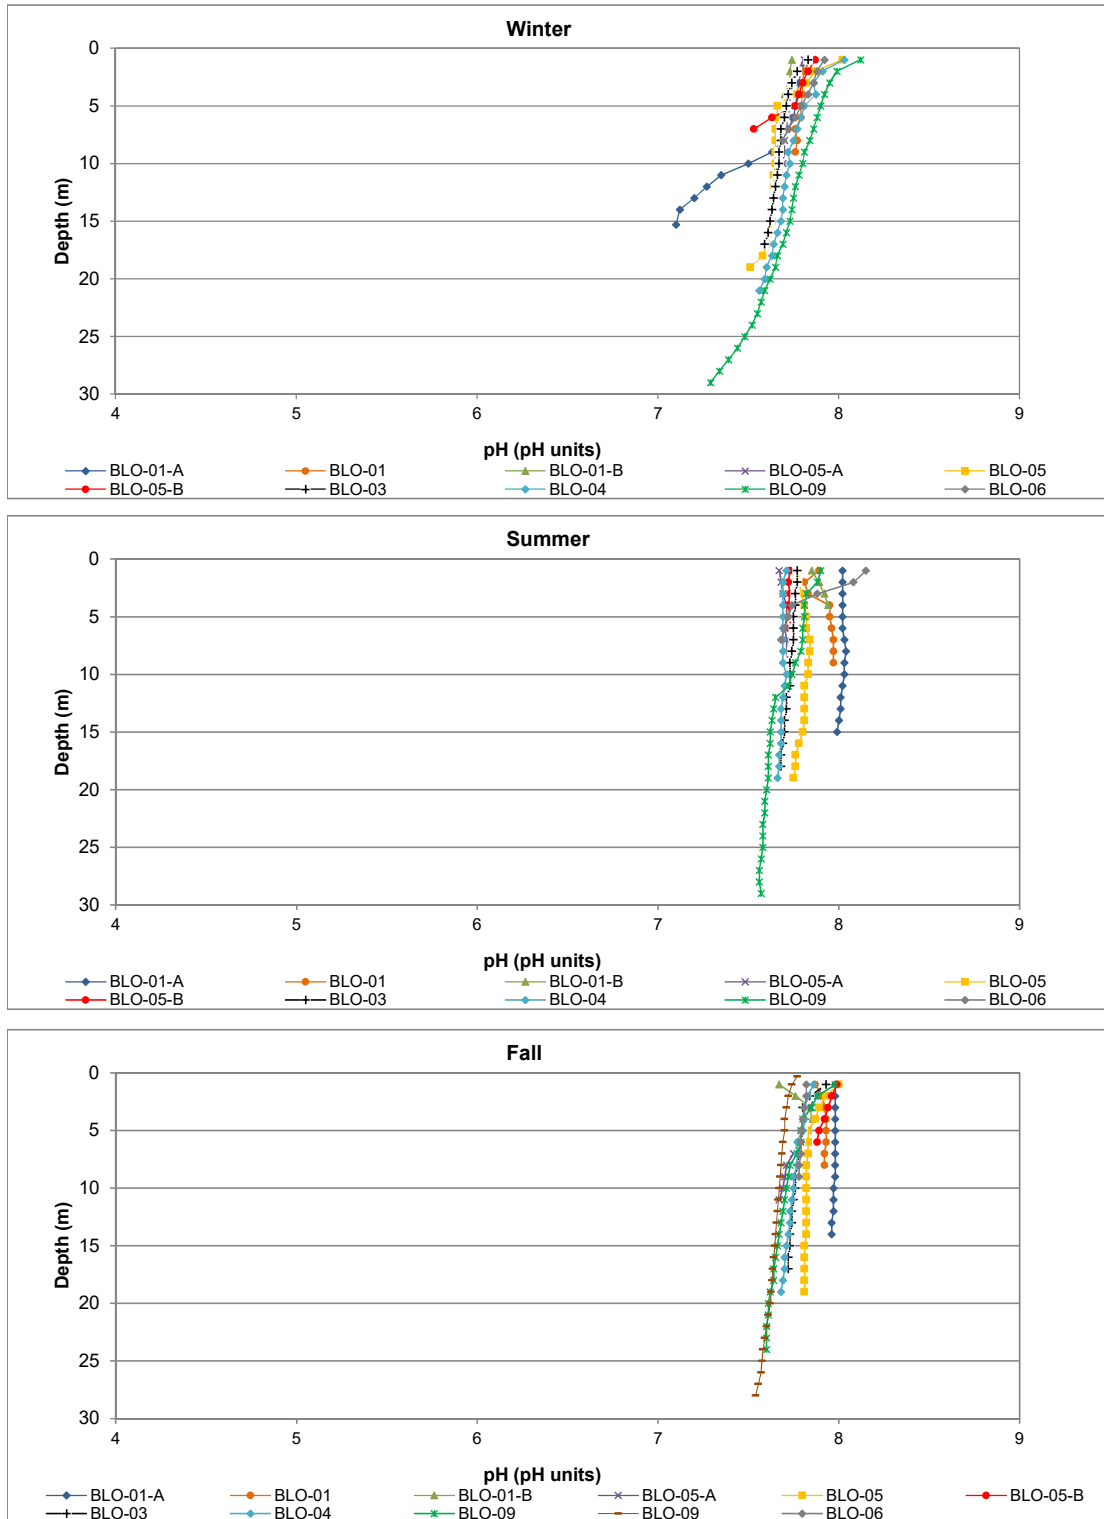 Winter
0
5
10
15
20
25
30
Depth (m)
4 5 6 7 8 9
pH (pH units)
BLO-01-A BLO-01 BLO-01-B BLO-05-A BLO-05
BLO-05-B BLO-03 BLO-04 BLO-09 BLO-06
Summer
0
5
10
15
20
25
30
Depth (m)
4 5 6 7 8 9
pH (pH units)
BLO-01-A BLO-01 BLO-01-B BLO-05-A BLO-05
BLO-05-B BLO-03 BLO-04 BLO-09 BLO-06
Fall
0
5
10
15
20
25
30
Depth (m)
4 5 6 7 8 9
pH (pH units)
BLO-01-A BLO-01 BLO-01-B BLO-05-A BLO-05 BLO-05-B
BLO-03 BLO-04 BLO-09 BLO-09 BLO-06